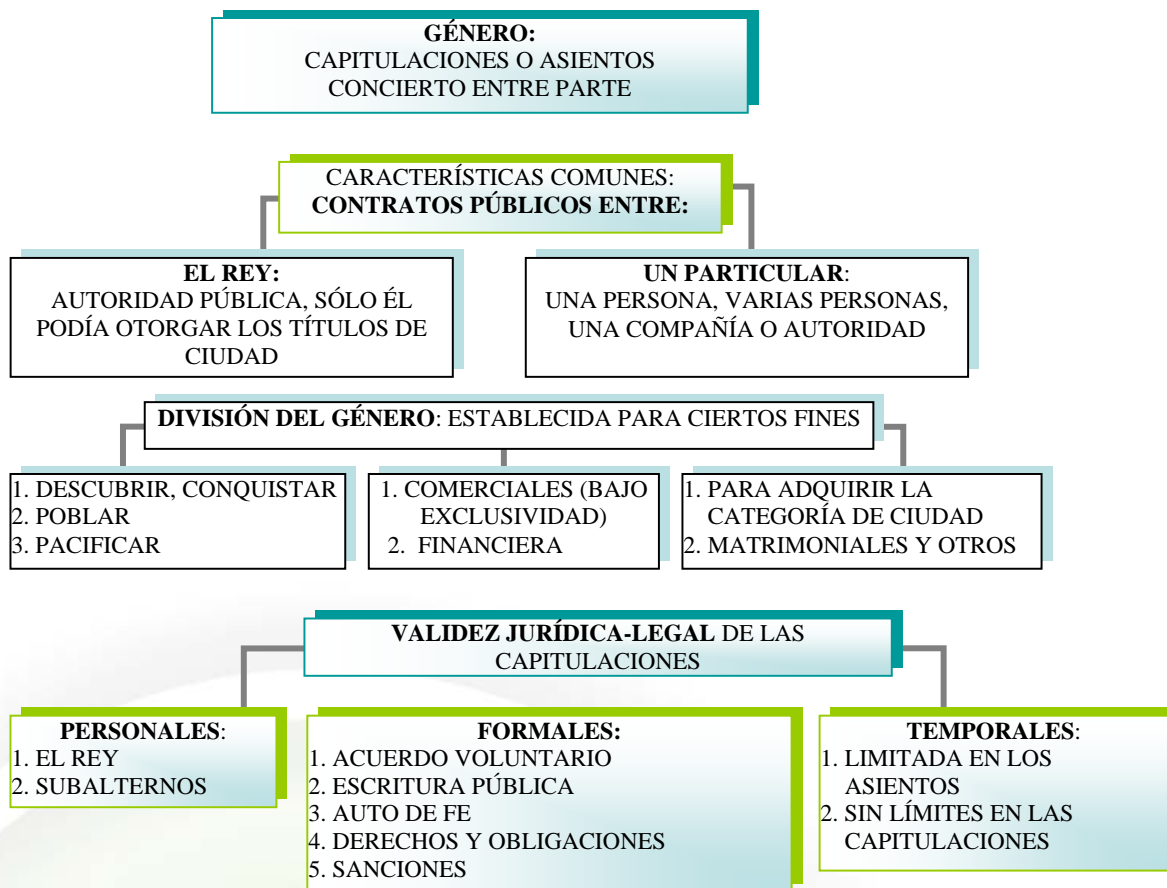 GÉNERO:
CAPITULACIONES O ASIENTOS
CONCIERTO ENTRE PARTE
CARACTERÍSTICAS COMUNES:
CONTRATOS PÚBLICOS ENTRE:
EL REY:
AUTORIDAD PÚBLICA, SÓLO ÉL
PODÍA OTORGAR LOS TÍTULOS DE
CIUDAD
UN PARTICULAR:
UNA PERSONA, VARIAS PERSONAS,
UNA COMPAÑÍA O AUTORIDAD
DIVISIÓN DEL GÉNERO: ESTABLECIDA PARA CIERTOS FINES
1. DESCUBRIR, CONQUISTAR
2. POBLAR
3. PACIFICAR
1. COMERCIALES (BAJO
EXCLUSIVIDAD)
2. FINANCIERA
1. PARA ADQUIRIR LA
CATEGORÍA DE CIUDAD
2. MATRIMONIALES Y OTROS
VALIDEZ JURÍDICA-LEGAL DE LAS
CAPITULACIONES
PERSONALES:
1. EL REY
2. SUBALTERNOS
FORMALES:
1. ACUERDO VOLUNTARIO
2. ESCRITURA PÚBLICA
3. AUTO DE FE
4. DERECHOS Y OBLIGACIONES
5. SANCIONES
TEMPORALES:
1. LIMITADA EN LOS
ASIENTOS
2. SIN LÍMITES EN LAS
CAPITULACIONES